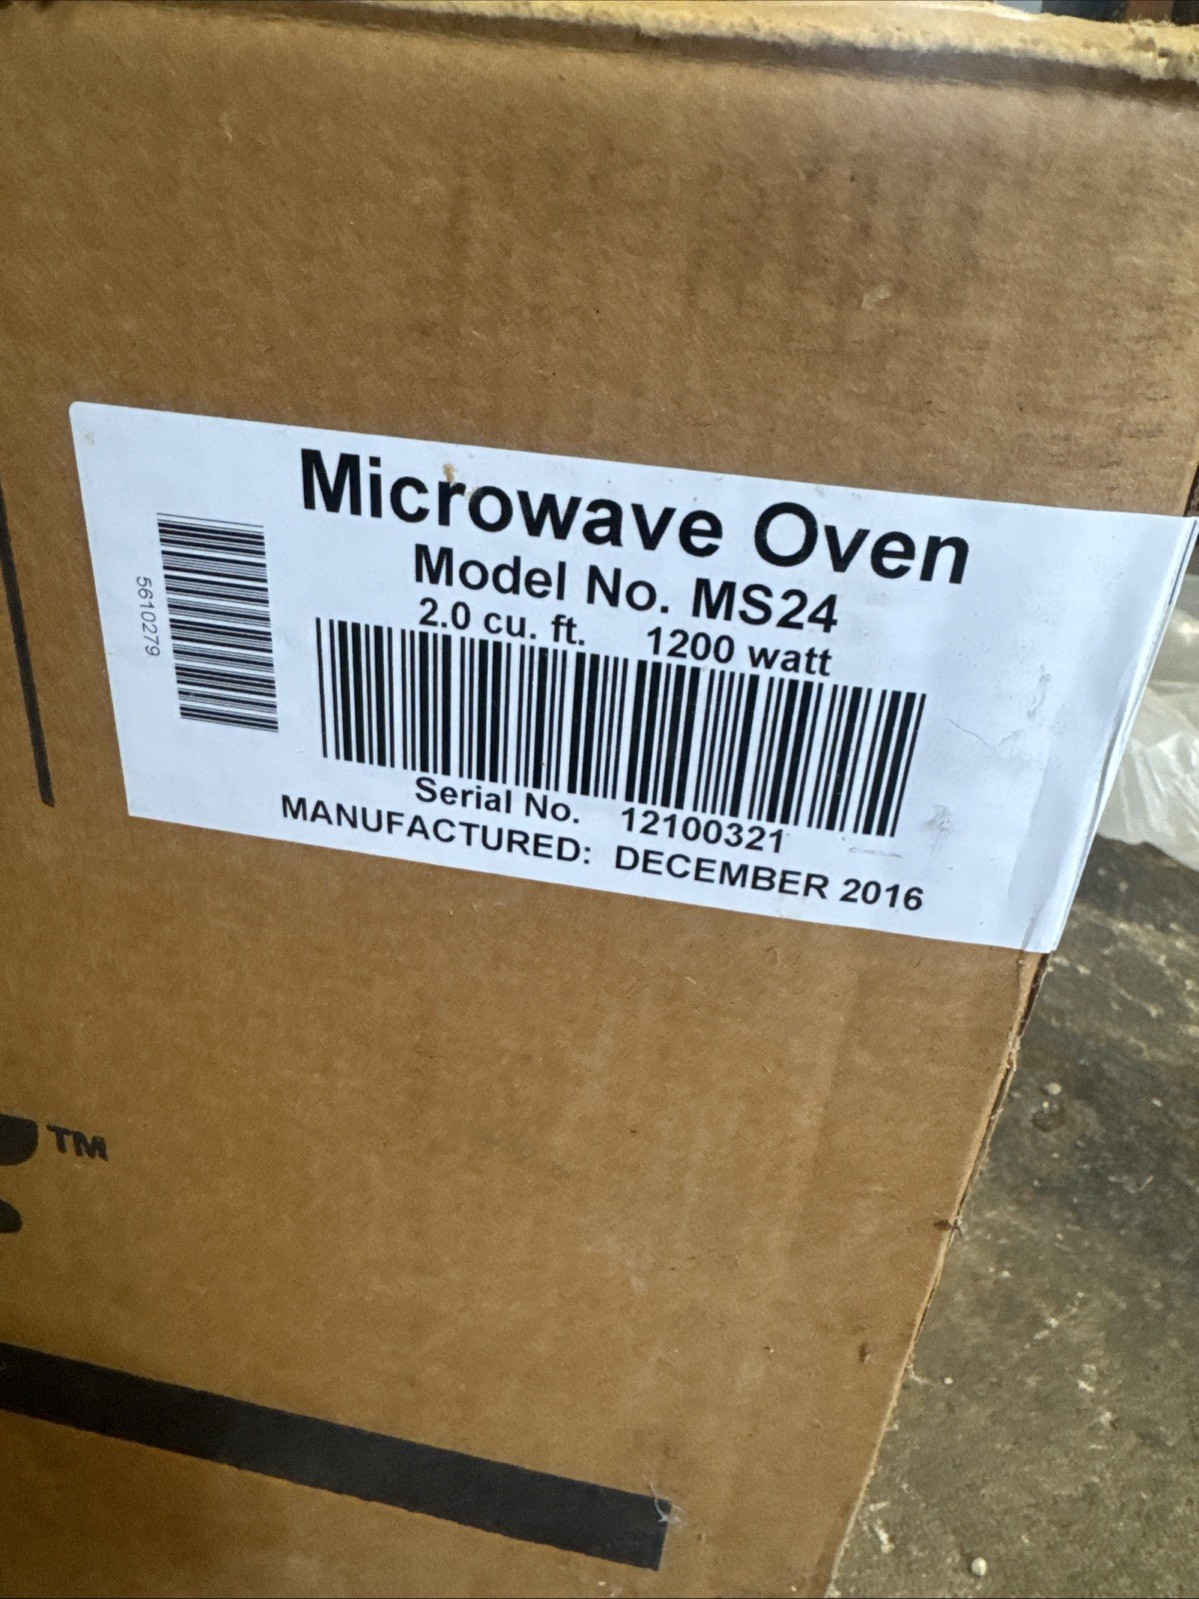 Microwave Oven
Model No. MS24
2.0 cu. ft. 1200 watt
5610279
Serial No. 12100321
MANUFACTURED: DECEMBER 2016
TM